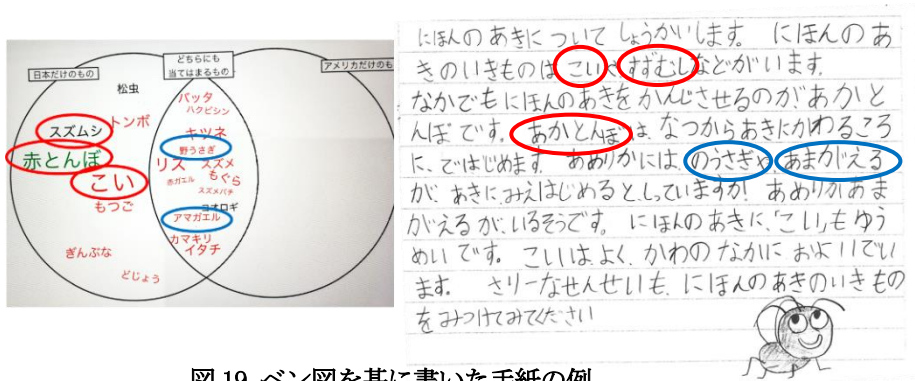 日本だけのもの
どちらにも
当てはまるもの
アメリカだけのも
松虫
トンボ
スズムシ
赤とんぼ
こい
もつご
ぎんぶな
どじょう
バッタ
ハクビシン
キツネ
野うさぎ
リス スズメ
ホガエル もぐら
スズメバチ
コオロギ
アマガエル
カマキリ
イタチ
にほんのあきについてしょうかいします。 にほんのあ
きのいきものはこいやすずむしなどがいます。
なかでもにほんのあきをかんじさせるのがあかと
んぼです。あかとんぼは、なつからあきにかわるころ
に、ではじめます。あめりかには、のうさぎや、あまがえる
が、あきに、みえはじめるとしっていますか! あめりかあま
がえるが、いるそうです。 にほんのあきに、「こい」もゆう
めいです。こいはよく、かわのなかにおよいでい
ます。 さりーなせんせいも、にほんのあきのいきもの
をみつけてみてください
図 19 ベン図を基に書いた手紙の例